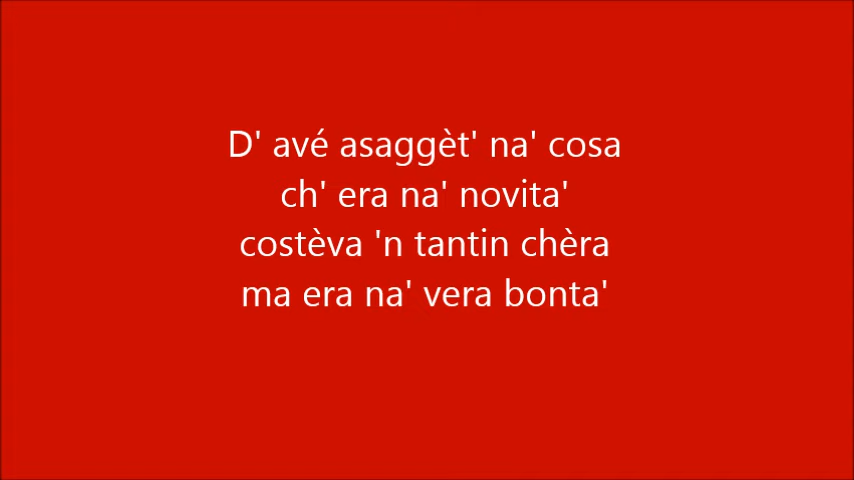 D' avé asaggèt' na' cosa
ch' era na' novita'
costèva 'n tantin chèra
ma era na' vera bonta'